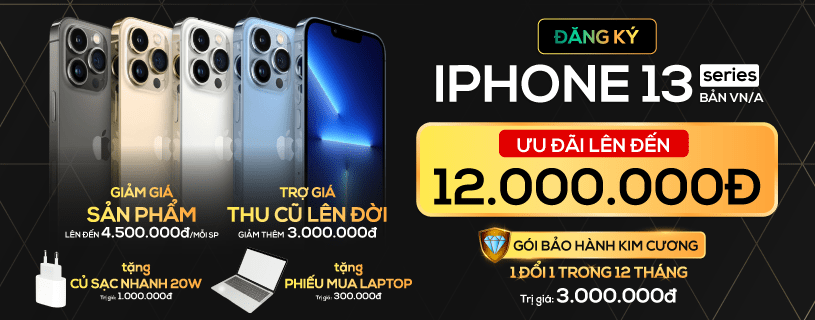 ĐĂNG KÝ
IPHONE 13 series
BẢN VN/A
ƯU ĐÃI LÊN ĐẾN
12.000.000Đ
GÓI BẢO HÀNH KIM CƯƠNG
1 ĐỔI 1 TRONG 12 THÁNG
Trị giá: 3.000.000đ
GIẢM GIÁ
SẢN PHẨM
LÊN ĐẾN 4.500.000đ/MỖI SP
TRỢ GIÁ
THU CŨ LÊN ĐỜI
GIẢM THÊM 3.000.000đ
tặng
CỦ SẠC NHANH 20W
Trị giá: 1.000.000đ
tặng
PHIẾU MUA LAPTOP
Trị giá: 300.000đ